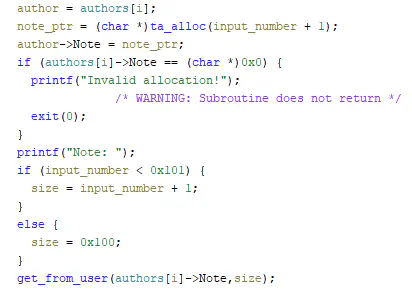 author = authors[i];
note_ptr = (char *)ta_alloc(input_number + 1);
author->Note = note_ptr;
if (authors[i]->Note == (char *)0x0) {
printf("Invalid allocation!");
/* WARNING: Subroutine does not return */
exit(0);
}
printf("Note: ");
if (input_number < 0x101) {
size = input_number + 1;
}
else {
size = 0x100;
}
get_from_user(authors[i]->Note,size);